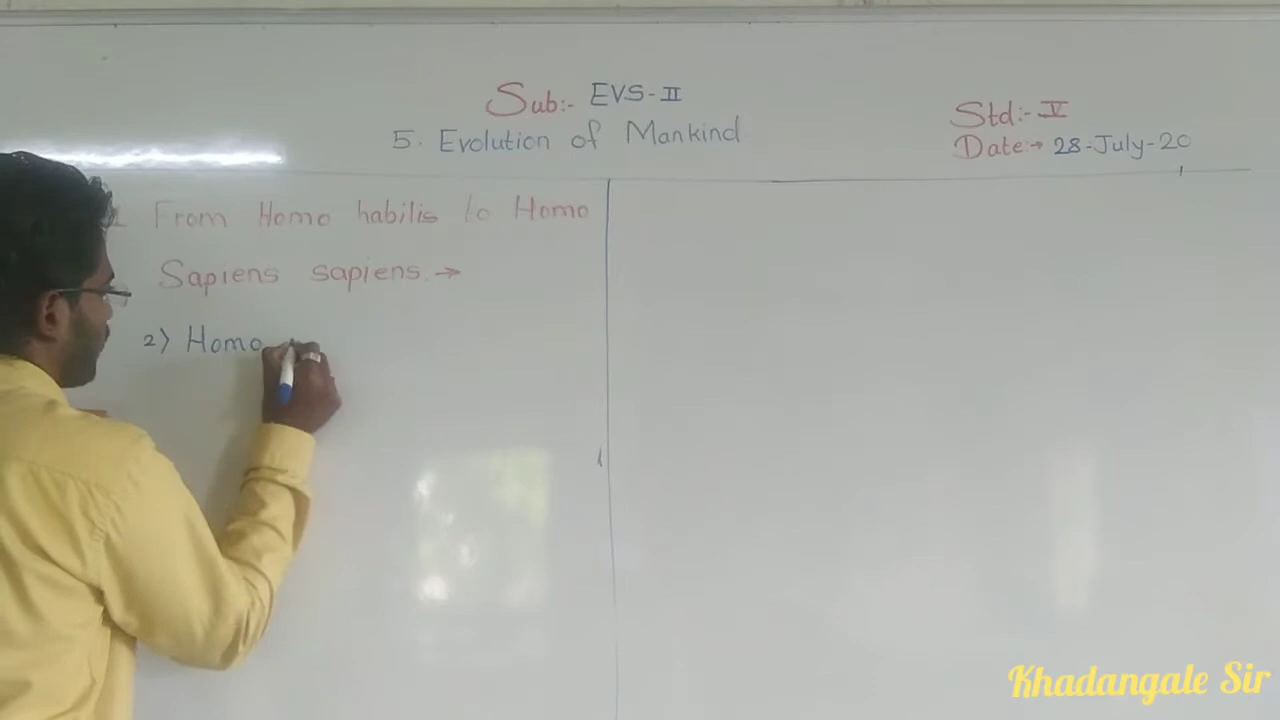 Sub:- EVS-II
5. Evolution of Mankind
Std:- V
Date:→ 28-July-20
From Homo habilis to Homo
Sapiens sapiens.→
2) Homo
Khadangale Sir